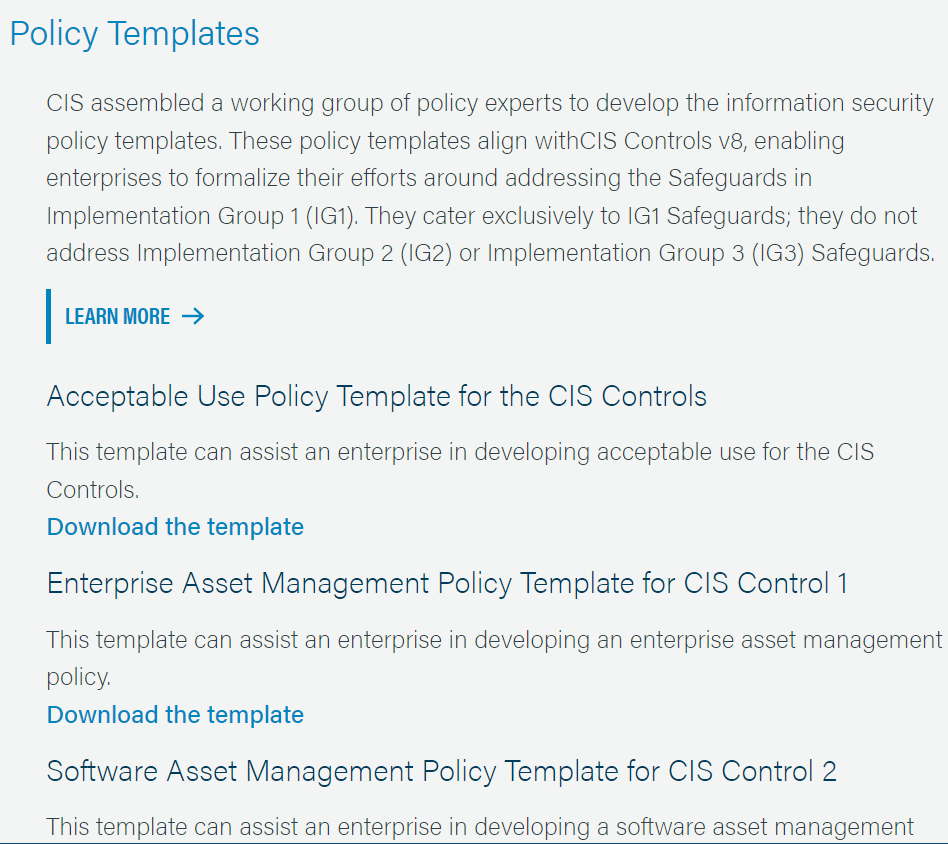 Policy Templates
CIS assembled a working group of policy experts to develop the information security
policy templates. These policy templates align withCIS Controls v8, enabling
enterprises to formalize their efforts around addressing the Safeguards in
Implementation Group 1 (IG1). They cater exclusively to IG1 Safeguards; they do not
address Implementation Group 2 (IG2) or Implementation Group 3 (IG3) Safeguards.
LEARN MORE →
Acceptable Use Policy Template for the CIS Controls
This template can assist an enterprise in developing acceptable use for the CIS
Controls.
Download the template
Enterprise Asset Management Policy Template for CIS Control 1
This template can assist an enterprise in developing an enterprise asset management
policy.
Download the template
Software Asset Management Policy Template for CIS Control 2
This template can assist an enterprise in developing a software asset management